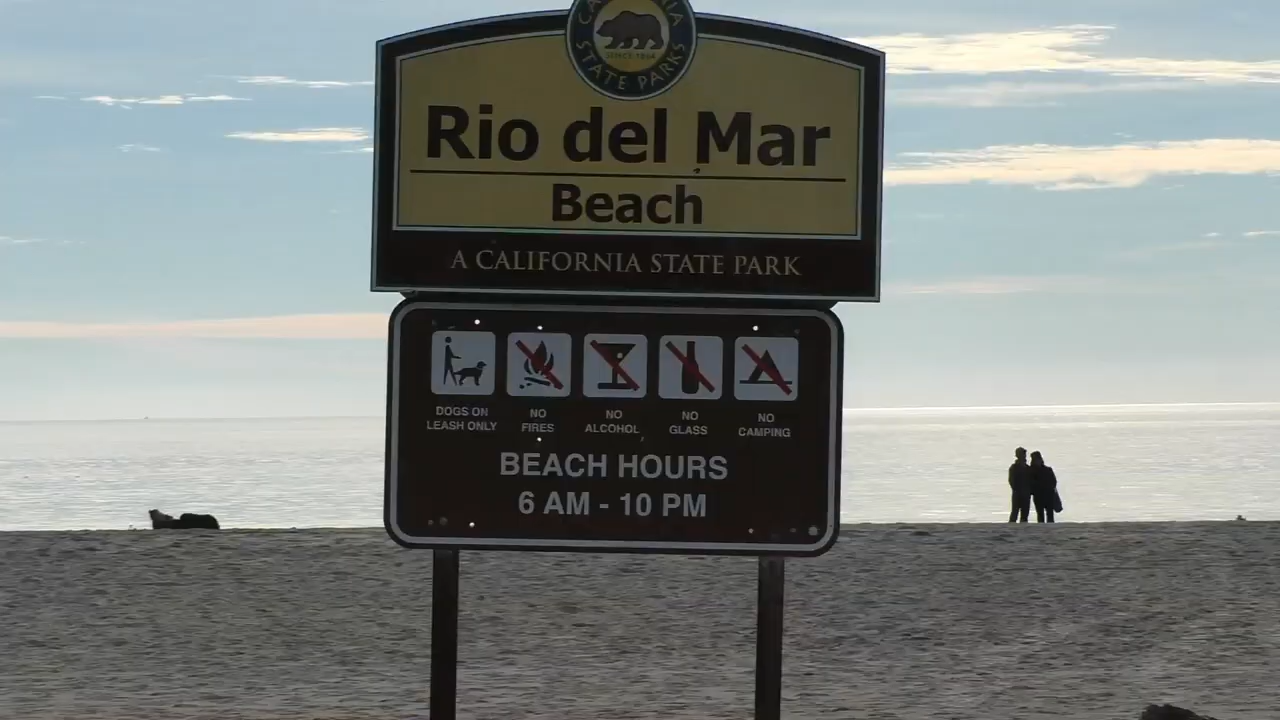 CALIFORNIA
SINCE 1864
STATE PARKS
Rio del Mar
Beach
A CALIFORNIA STATE PARK
DOGS ON
LEASH ONLY
NO
FIRES
NO
ALCOHOL
NO
GLASS
NO
CAMPING
BEACH HOURS
6 AM - 10 PM